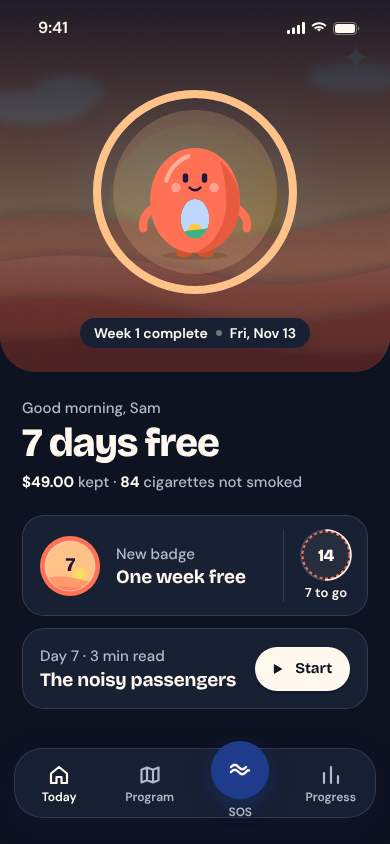 9:41
Week 1 complete • Fri, Nov 13
Good morning, Sam
7 days free
$49.00 kept · 84 cigarettes not smoked
7
New badge
One week free
14
7 to go
Day 7 · 3 min read
The noisy passengers
Start
Today
Program
SOS
Progress